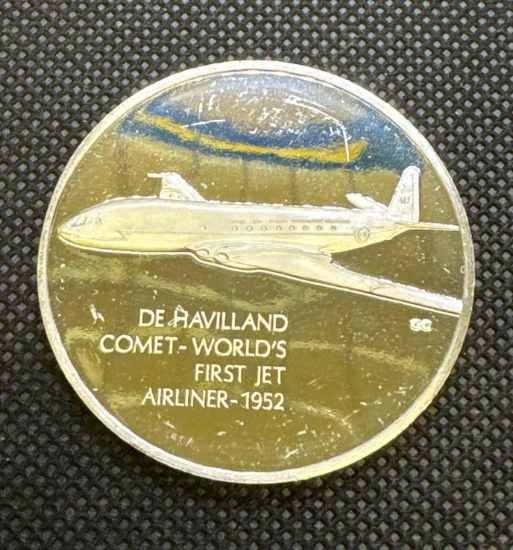 GC
DE HAVILLAND
COMET-WORLD'S
FIRST JET
AIRLINER-1952